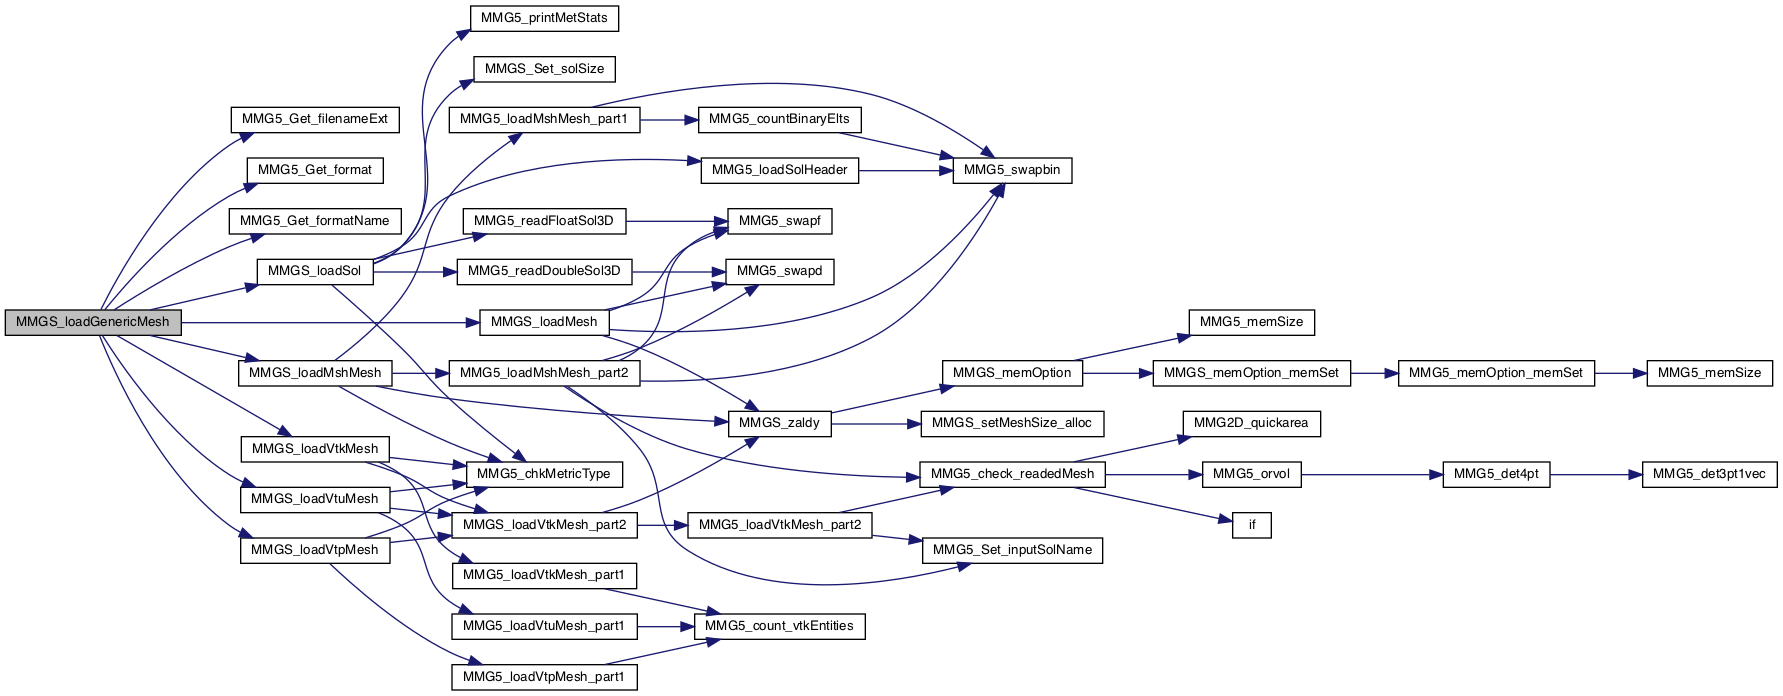 MMG5_printMetStats
MMGS_Set_solSize
MMG5_Get_filenameExt
MMG5_loadMshMesh_part1
MMG5_countBinaryElts
MMG5_Get_format
MMG5_loadSolHeader
MMG5_swapbin
MMG5_Get_formatName
MMG5_readFloatSol3D
MMG5_swapf
MMGS_loadSol
MMG5_readDoubleSol3D
MMG5_swapd
MMGS_loadGenericMesh
MMGS_loadMesh
MMG5_memSize
MMGS_loadMshMesh
MMG5_loadMshMesh_part2
MMGS_memOption
MMGS_memOption_memSet
MMG5_memOption_memSet
MMG5_memSize
MMGS_zaldy
MMGS_setMeshSize_alloc
MMG2D_quickarea
MMGS_loadVtkMesh
MMG5_chkMetricType
MMG5_check_readedMesh
MMG5_orvol
MMG5_det4pt
MMG5_det3pt1vec
MMGS_loadVtuMesh
MMGS_loadVtkMesh_part2
MMG5_loadVtkMesh_part2
if
MMGS_loadVtpMesh
MMG5_Set_inputSolName
MMG5_loadVtkMesh_part1
MMG5_loadVtuMesh_part1
MMG5_count_vtkEntities
MMG5_loadVtpMesh_part1